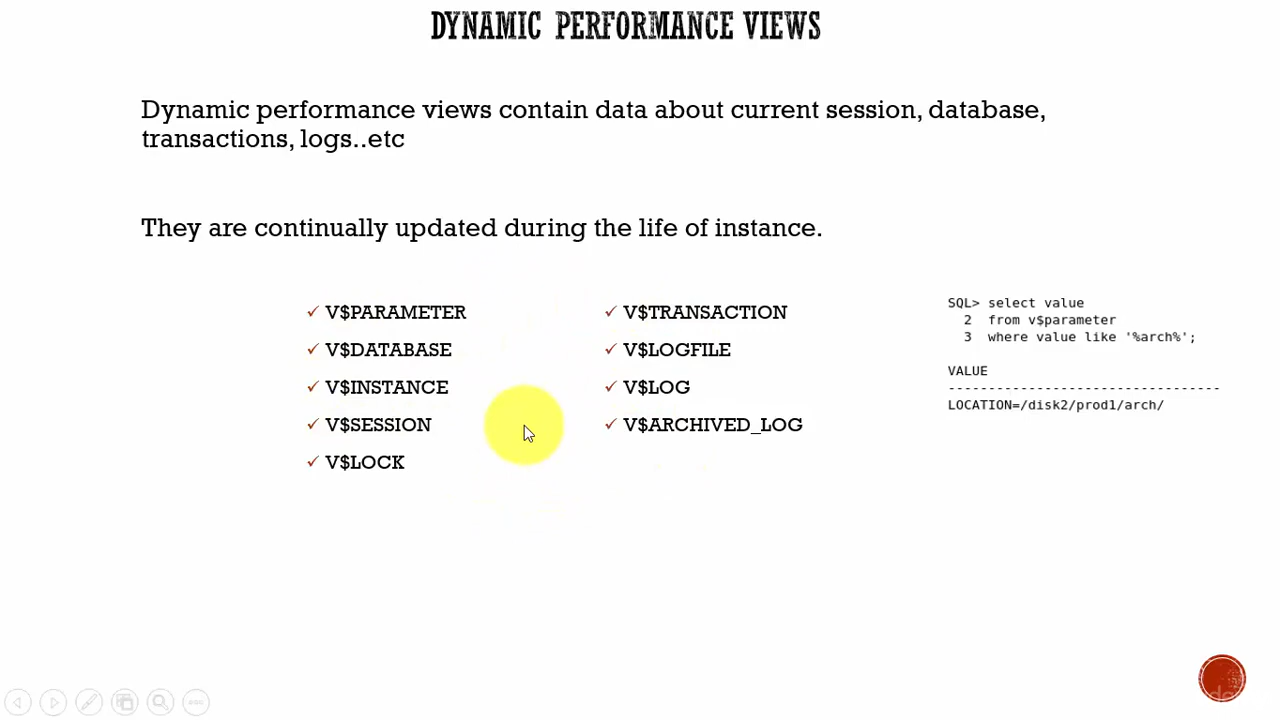 DYNAMIC PERFORMANCE VIEWS
Dynamic performance views contain data about current session, database,
transactions, logs..etc
They are continually updated during the life of instance.
V$PARAMETER
V$DATABASE
V$INSTANCE
V$SESSION
V$LOCK
V$TRANSACTION
V$LOGFILE
V$LOG
V$ARCHIVED_LOG
SQL> select value
2 from v$parameter
3 where value like '%arch%';
VALUE
----------------------------------
LOCATION=/disk2/prod1/arch/